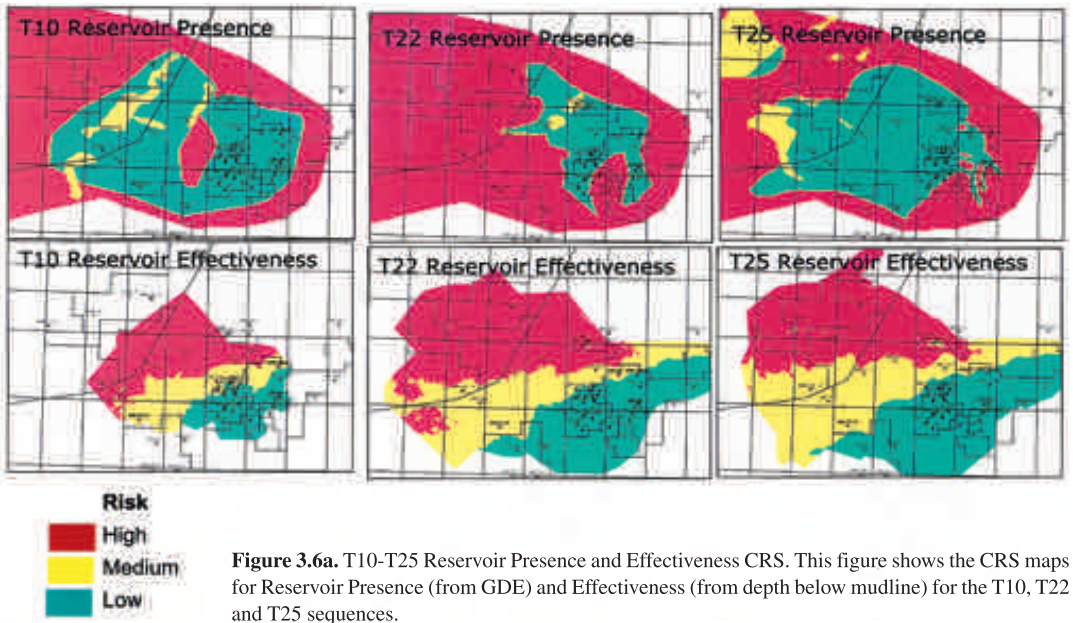 T10 Reservoir Presence
T22 Reservoir Presence
T25 Reservoir Presence
T10 Reservoir Effectiveness
T22 Reservoir Effectiveness
T25 Reservoir Effectiveness
Risk
High
Medium
Low
Figure 3.6a. T10-T25 Reservoir Presence and Effectiveness CRS. This figure shows the CRS maps
for Reservoir Presence (from GDE) and Effectiveness (from depth below mudline) for the T10, T22
and T25 sequences.